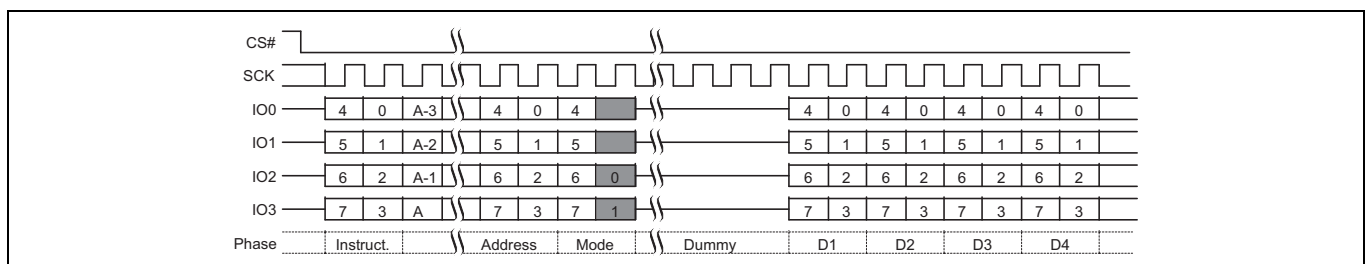 CS#
SCK
IO0 4 0 A-3 4 0 4 4 0 4 0 4 0 4 0
IO1 5 1 A-2 5 1 5 5 1 5 1 5 1 5 1
IO2 6 2 A-1 6 2 6 0 6 2 6 2 6 2 6 2
IO3 7 3 A 7 3 7 1 7 3 7 3 7 3 7 3
Phase Instruct. Address Mode Dummy D1 D2 D3 D4